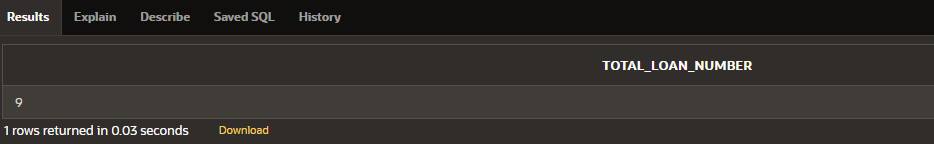 Results Explain Describe Saved SQL History
TOTAL_LOAN_NUMBER
9
1 rows returned in 0.03 seconds Download